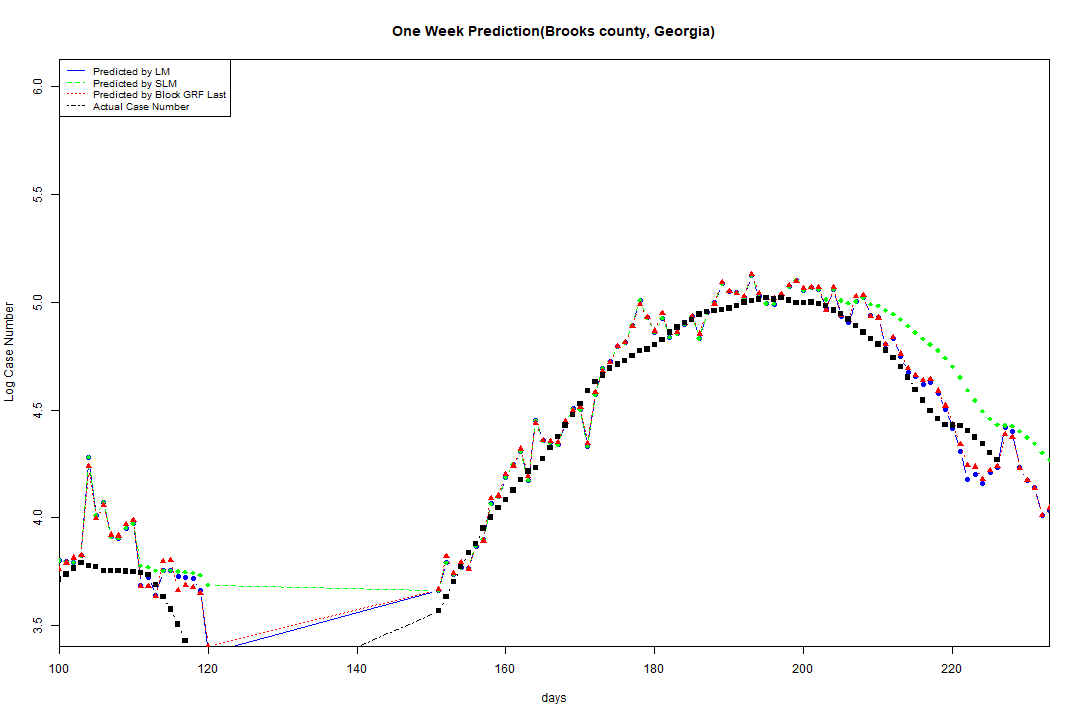 One Week Prediction(Brooks county, Georgia)
Predicted by LM
Predicted by SLM
Predicted by Block GRF Last
Actual Case Number
6.0
5.5
5.0
4.5
4.0
3.5
Log Case Number
100 120 140 160 180 200 220
days